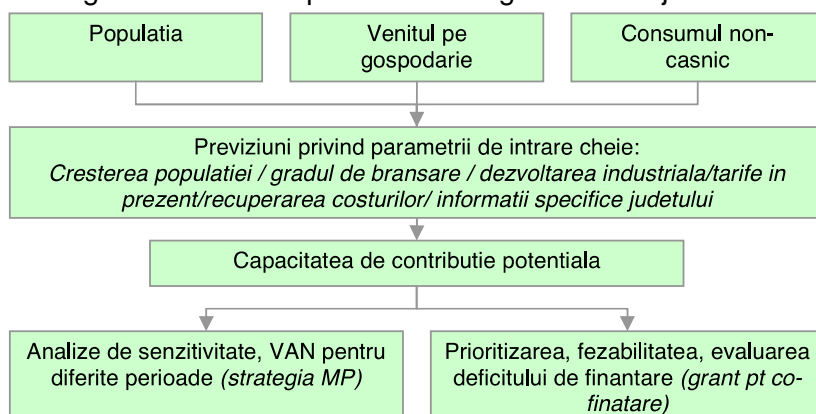 Populatia
Venitul pe
gospodarie
Consumul non-
casnic
Previziuni privind parametrii de intrare cheie:
Cresterea populatiei / gradul de bransare / dezvoltarea industriala/tarife in
prezent/recuperarea costurilor/ informatii specifice judetului
Capacitatea de contributie potentiala
Analize de senzitivitate, VAN pentru
diferite perioade (strategia MP)
Prioritizarea, fezabilitatea, evaluarea
deficitului de finantare (grant pt co-
finatare)